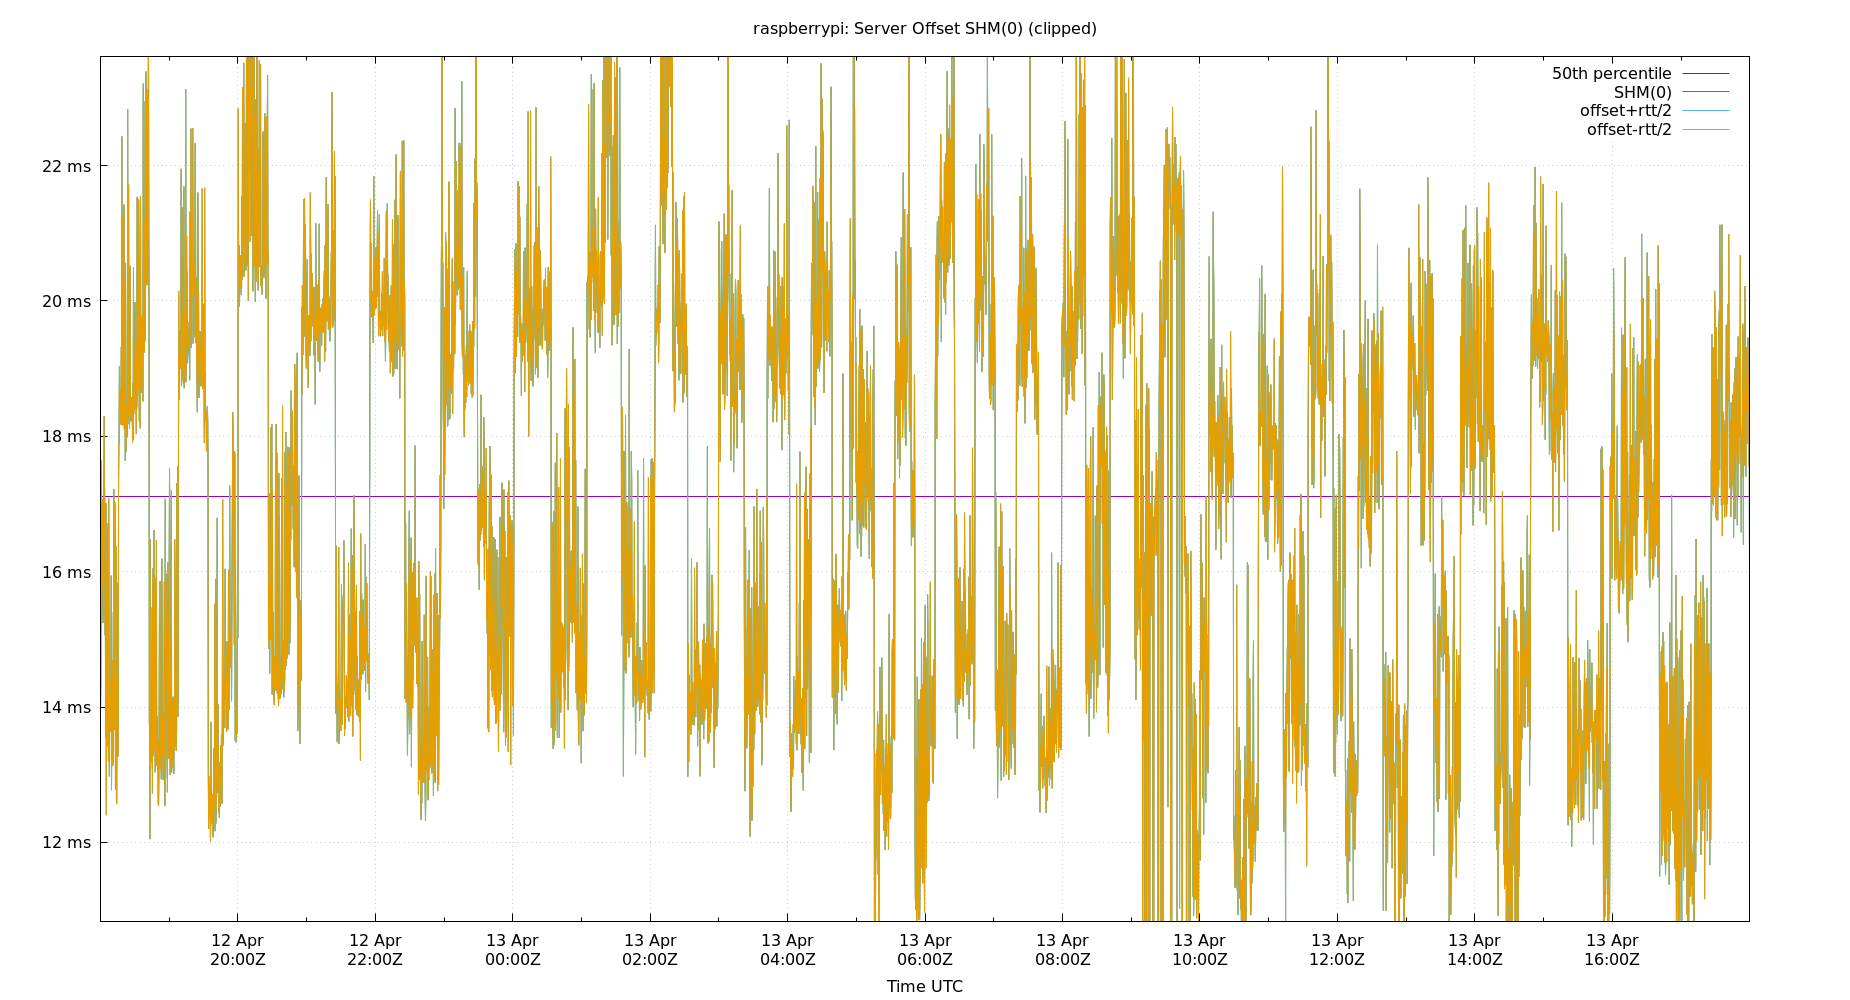 raspberrypi: Server Offset SHM(0) (clipped)
50th percentile
SHM(0)
offset+rtt/2
offset-rtt/2
22 ms
20 ms
18 ms
16 ms
14 ms
12 ms
12 Apr 12 Apr 13 Apr 13 Apr 13 Apr 13 Apr 13 Apr 13 Apr 13 Apr 13 Apr 13 Apr
20:00Z 22:00Z 00:00Z 02:00Z 04:00Z 06:00Z 08:00Z 10:00Z 12:00Z 14:00Z 16:00Z
Time UTC